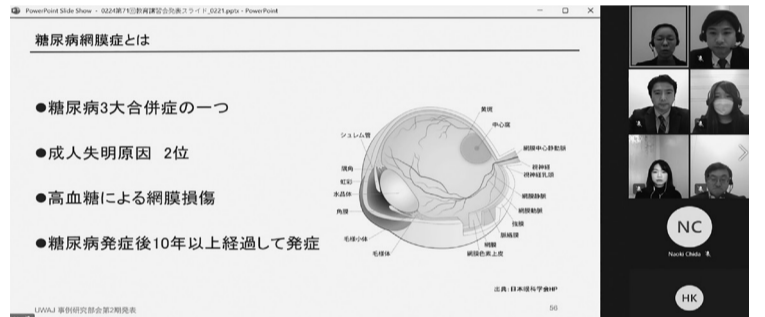 PowerPoint Slide Show - 0224第71回教育講習会発表スライド_0221.pptx - PowerPoint
糖尿病網膜症とは
●糖尿病3大合併症の一つ
●成人失明原因 2位
●高血糖による網膜損傷
●糖尿病発症後10年以上経過して発症
黄斑
中心窩
シュレム管
網膜中心静動脈
視神経
視神経乳頭
隅角
虹彩
水晶体
角膜
網膜静脈
網膜動脈
強膜
脈絡膜
網膜
網膜色素上皮
毛様小体
毛様体
出典:日本眼科学会HP
UWAJ 事例研究部会第2期発表
56
NC
Naoki Chida
HK